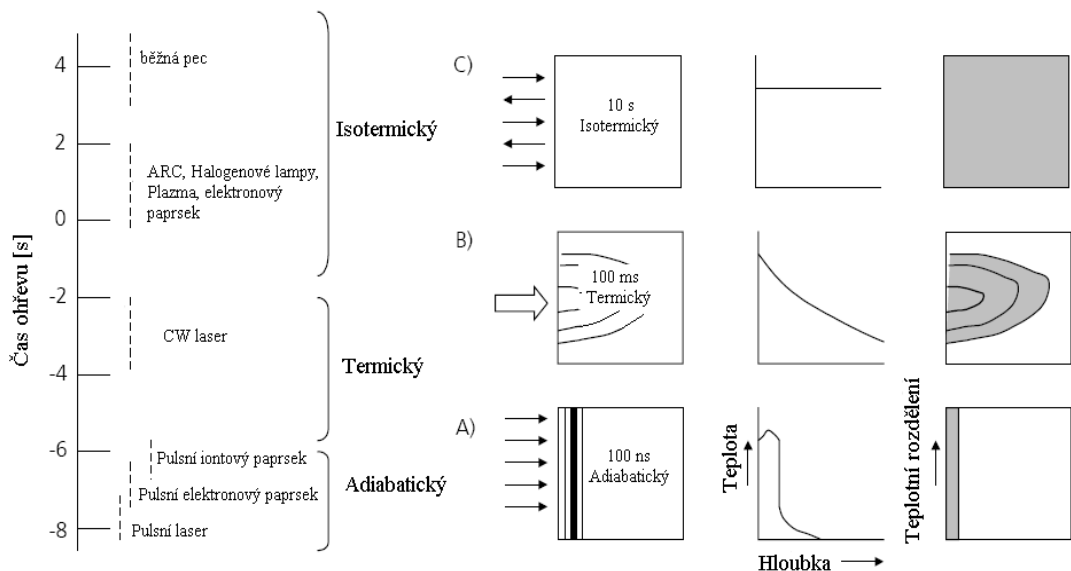 Čas ohřevu [s]
4
2
0
-2
-4
-6
-8
běžná pec
ARC, Halogenové lampy,
Plazma, elektronový
paprsek
CW laser
Pulsní iontový paprsek
Pulsní elektronový paprsek
Pulsní laser
Isotermický
Termický
Adiabatický
C)
10 s
Isotermický
B)
100 ms
Termický
A)
100 ns
Adiabatický
Teplota
Hloubka
Teplotní rozdělení